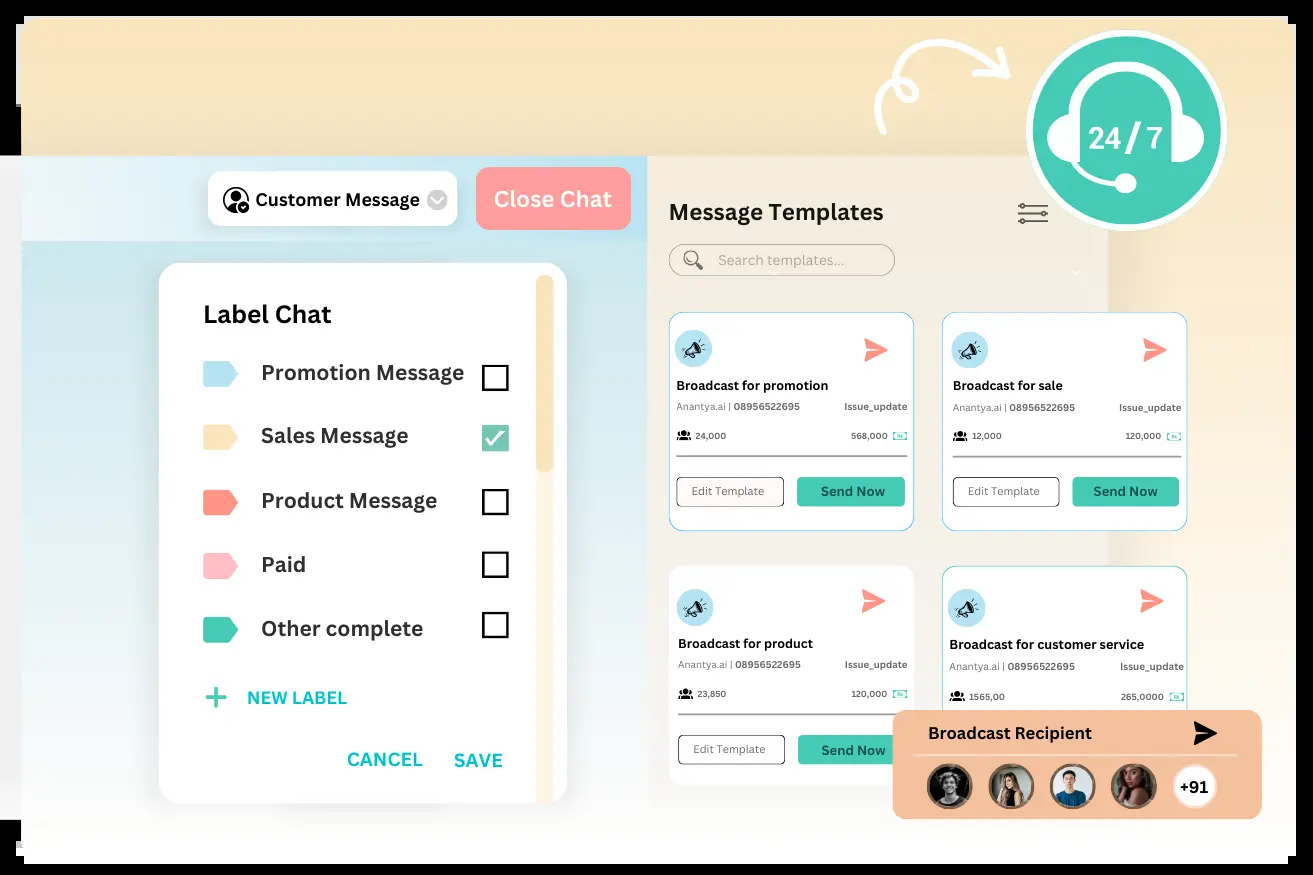 24/7
Customer Message
Close Chat
Label Chat
Promotion Message
Sales Message
Product Message
Paid
Other complete
NEW LABEL
CANCEL SAVE
Message Templates
Search templates...
Broadcast for promotion
Anantya.ai | 08956522695 Issue_update
24,000 568,000 Rs
Edit Template Send Now
Broadcast for sale
Anantya.ai | 08956522695 Issue_update
12,000 120,000 Rs
Edit Template Send Now
Broadcast for product
Anantya.ai | 08956522695 Issue_update
23,850 120,000 Rs
Edit Template Send Now
Broadcast for customer service
Anantya.ai | 08956522695 Issue_update
1565,00 265,0000 Rs
Broadcast Recipient
+91